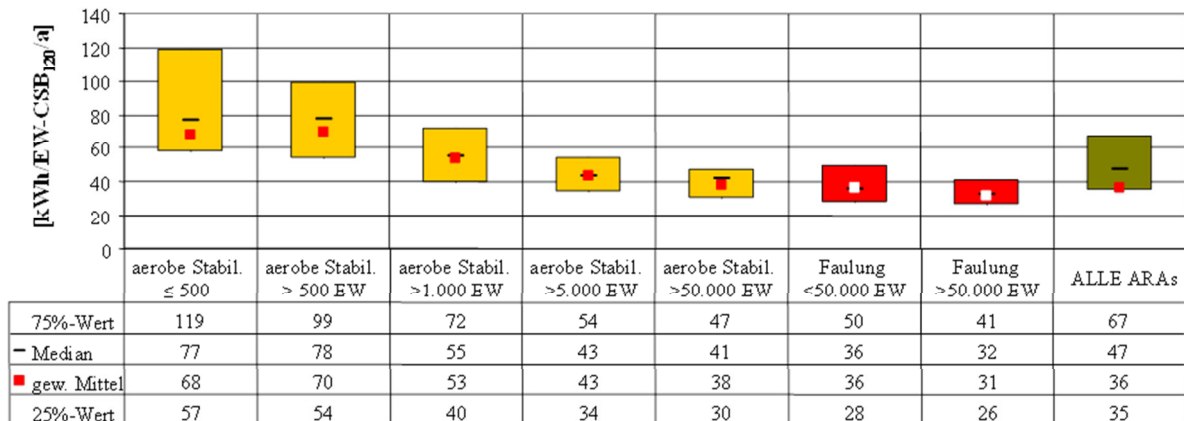 [kWh/EW-CSB120/a]
140
120
100
80
60
40
20
0
aerobe Stabil. aerobe Stabil. aerobe Stabil. aerobe Stabil. aerobe Stabil. Faulung Faulung ALLE ARAs
≤ 500 > 500 EW >1.000 EW >5.000 EW >50.000 EW <50.000 EW >50.000 EW
75%-Wert 119 99 72 54 47 50 41 67
Median 77 78 55 43 41 36 32 47
gew. Mittel 68 70 53 43 38 36 31 36
25%-Wert 57 54 40 34 30 28 26 35